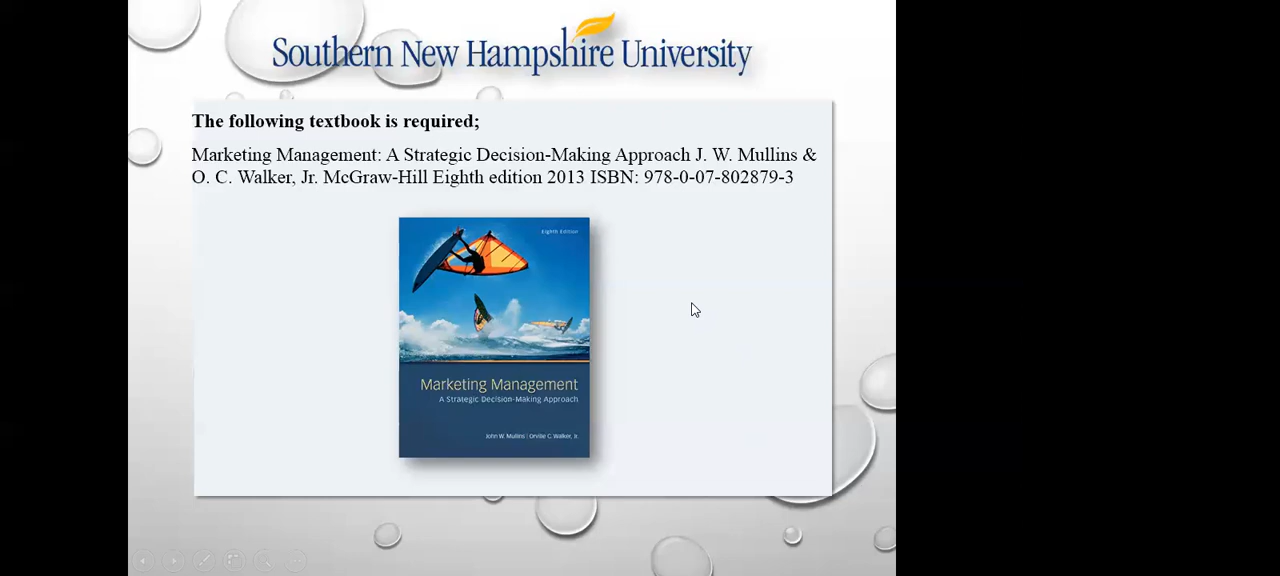 Southern New Hampshire University
The following textbook is required;
Marketing Management: A Strategic Decision-Making Approach J. W. Mullins &
O. C. Walker, Jr. McGraw-Hill Eighth edition 2013 ISBN: 978-0-07-802879-3
Eighth Edition
Marketing Management
A Strategic Decision-Making Approach
John W. Mullins | Orville C. Walker, Jr.